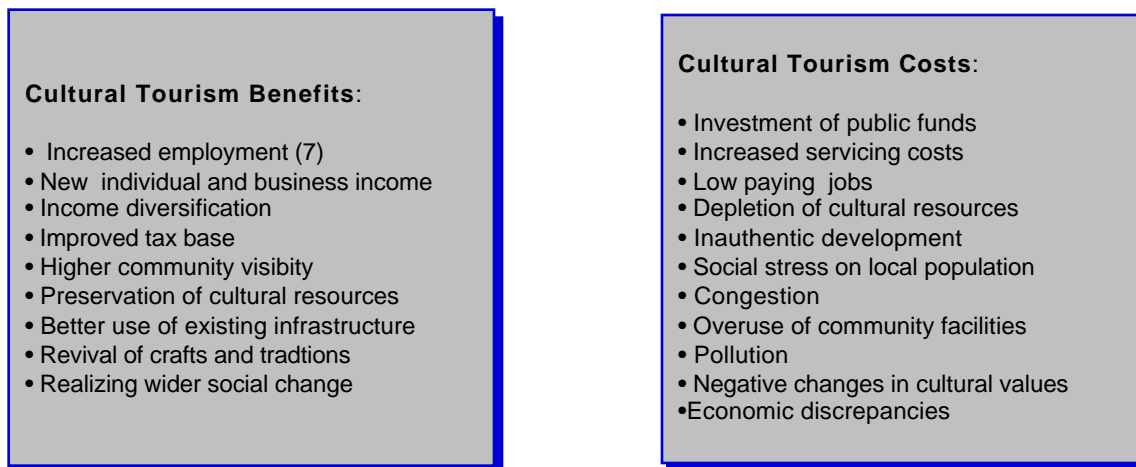 Cultural Tourism Benefits:
• Increased employment (7)
• New individual and business income
• Income diversification
• Improved tax base
• Higher community visibity
• Preservation of cultural resources
• Better use of existing infrastructure
• Revival of crafts and tradtions
• Realizing wider social change
Cultural Tourism Costs:
• Investment of public funds
• Increased servicing costs
• Low paying jobs
• Depletion of cultural resources
• Inauthentic development
• Social stress on local population
• Congestion
• Overuse of community facilities
• Pollution
• Negative changes in cultural values
•Economic discrepancies